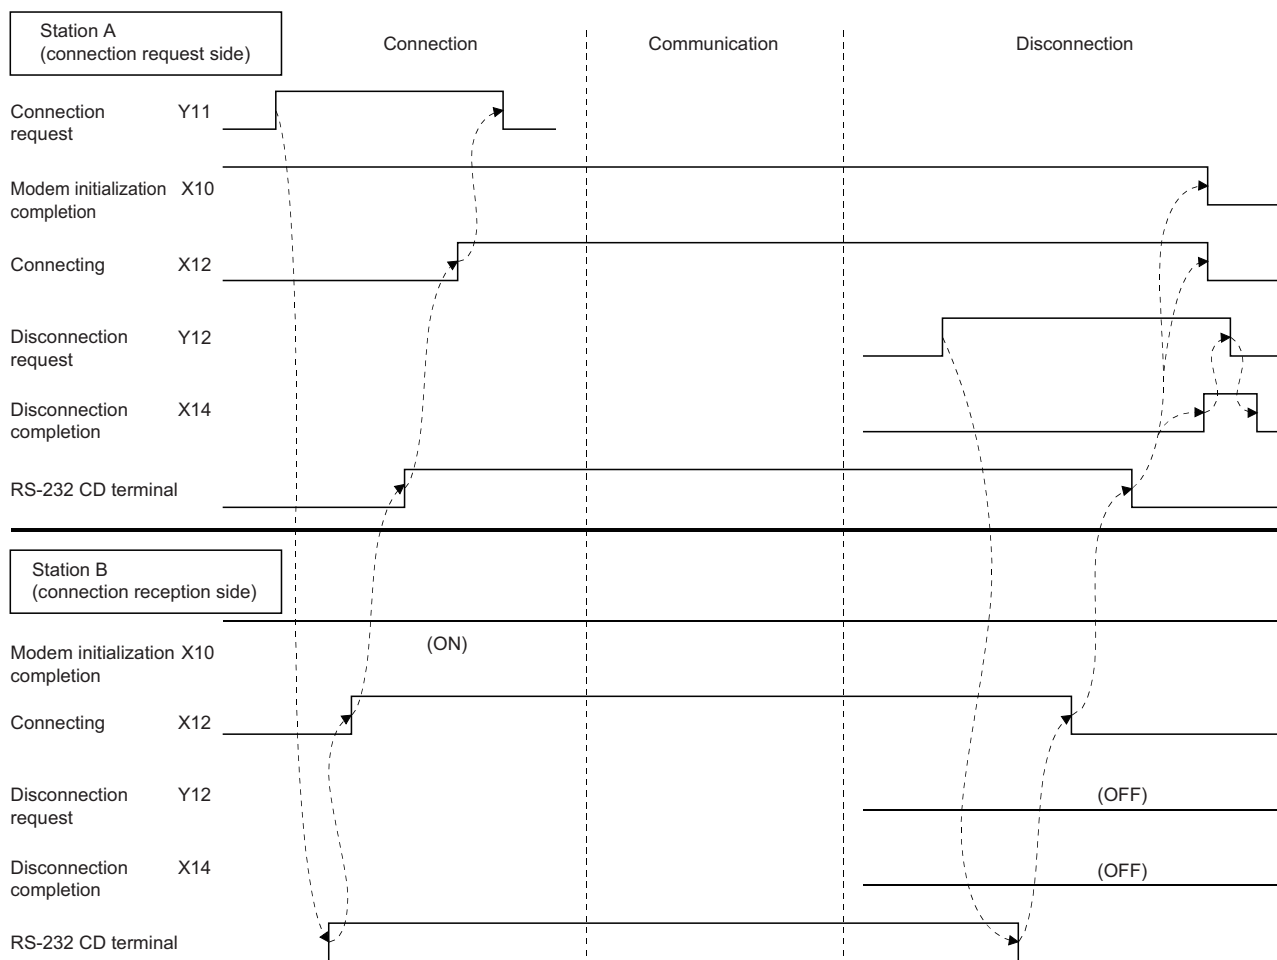 Station A
(connection request side)
Connection
Communication
Disconnection
Connection Y11
request
Modem initialization X10
completion
Connecting X12
Disconnection Y12
request
Disconnection X14
completion
RS-232 CD terminal
Station B
(connection reception side)
(ON)
Modem initialization X10
completion
Connecting X12
Disconnection Y12
request
(OFF)
Disconnection X14
completion
(OFF)
RS-232 CD terminal